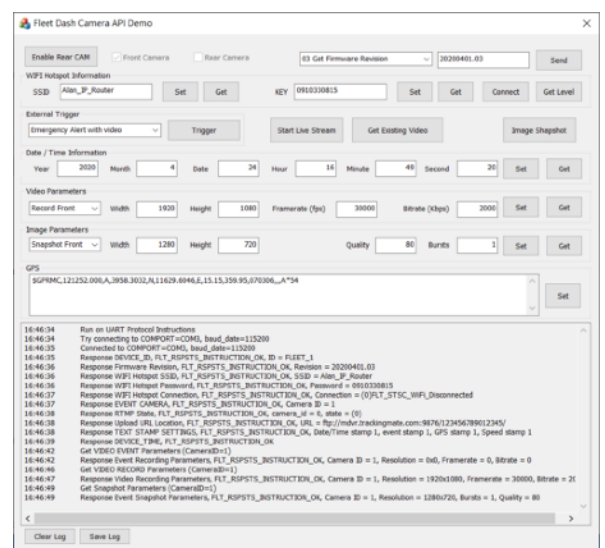 Fleet Dash Camera API Demo
Enable Rear CAM Front Camera Rear Camera 03 Get Firmware Revision 20200401.03 Send
WIFI Hotspot Information
SSID Alan_IP_Router Set Get KEY 0910330815 Set Get Connect Get Level
External Trigger
Emergency Alert with video Trigger Start Live Stream Get Existing Video Image Shapshot
Date / Time Information
Year 2020 Month 4 Date 24 Hour 16 Minute 40 Second 20 Set Get
Video Parameters
Record Front Width 1920 Height 1080 Framerate (fps) 30000 Bitrate (Kbps) 2000 Set Get
Image Parameters
Snapshot Front Width 1280 Height 720 Quality 80 Bursts 1 Set Get
GPS
$GPRMC,121252.000,A,3958.3032,N,11629.6046,E,15.15,359.95,070306,,,A*54
Set
16:46:34 Run on UART Protocol Instructions
16:46:34 Try connecting to COMPORT=COM3, baud_date=115200
16:46:35 Connected to COMPORT=COM3, baud_date=115200
16:46:35 Response DEVICE_ID, FLT_RSPSTS_INSTRUCTION_OK, ID = FLEET_1
16:46:36 Response Firmware Revision, FLT_RSPSTS_INSTRUCTION_OK, Revision = 20200401.03
16:46:36 Response WIFI Hotspot SSID, FLT_RSPSTS_INSTRUCTION_OK, SSID = Alan_IP_Router
16:46:36 Response WIFI Hotspot Password, FLT_RSPSTS_INSTRUCTION_OK, Password = 0910330815
16:46:37 Response WIFI Hotspot Connection, FLT_RSPSTS_INSTRUCTION_OK, Connection = (0)FLT_STSC_WiFi_Disconnected
16:46:37 Response EVENT CAMERA, FLT_RSPSTS_INSTRUCTION_OK, Camera ID = 1
16:46:38 Response RTMP State, FLT_RSPSTS_INSTRUCTION_OK, camera_id = 0, state = (0)
16:46:38 Response Upload URL Location, FLT_RSPSTS_INSTRUCTION_OK, URL = ftp://mdvr.trackingmate.com:9876/123456789012345/
16:46:38 Response TEXT STAMP SETTINGS, FLT_RSPSTS_INSTRUCTION_OK, Date/Time stamp 1, event stamp 1, GPS stamp 1, Speed stamp 1
16:46:39 Response DEVICE_TIME, FLT_RSPSTS_INSTRUCTION_OK
16:46:42 Get VIDEO EVENT Parameters (CameraID=1)
16:46:42 Response Event Recording Parameters, FLT_RSPSTS_INSTRUCTION_OK, Camera ID = 1, Resolution = 0x0, Framerate = 0, Bitrate = 0
16:46:46 Get VIDEO RECORD Parameters (CameraID=1)
16:46:47 Response Video Recording Parameters, FLT_RSPSTS_INSTRUCTION_OK, Camera ID = 1, Resolution = 1920x1080, Framerate = 30000, Bitrate = 20
16:46:49 Get Snapshot Parameters (CameraID=1)
16:46:49 Response Event Snapshot Parameters, FLT_RSPSTS_INSTRUCTION_OK, Camera ID = 1, Resolution = 1280x720, Bursts = 1, Quality = 80
Clear Log Save Log